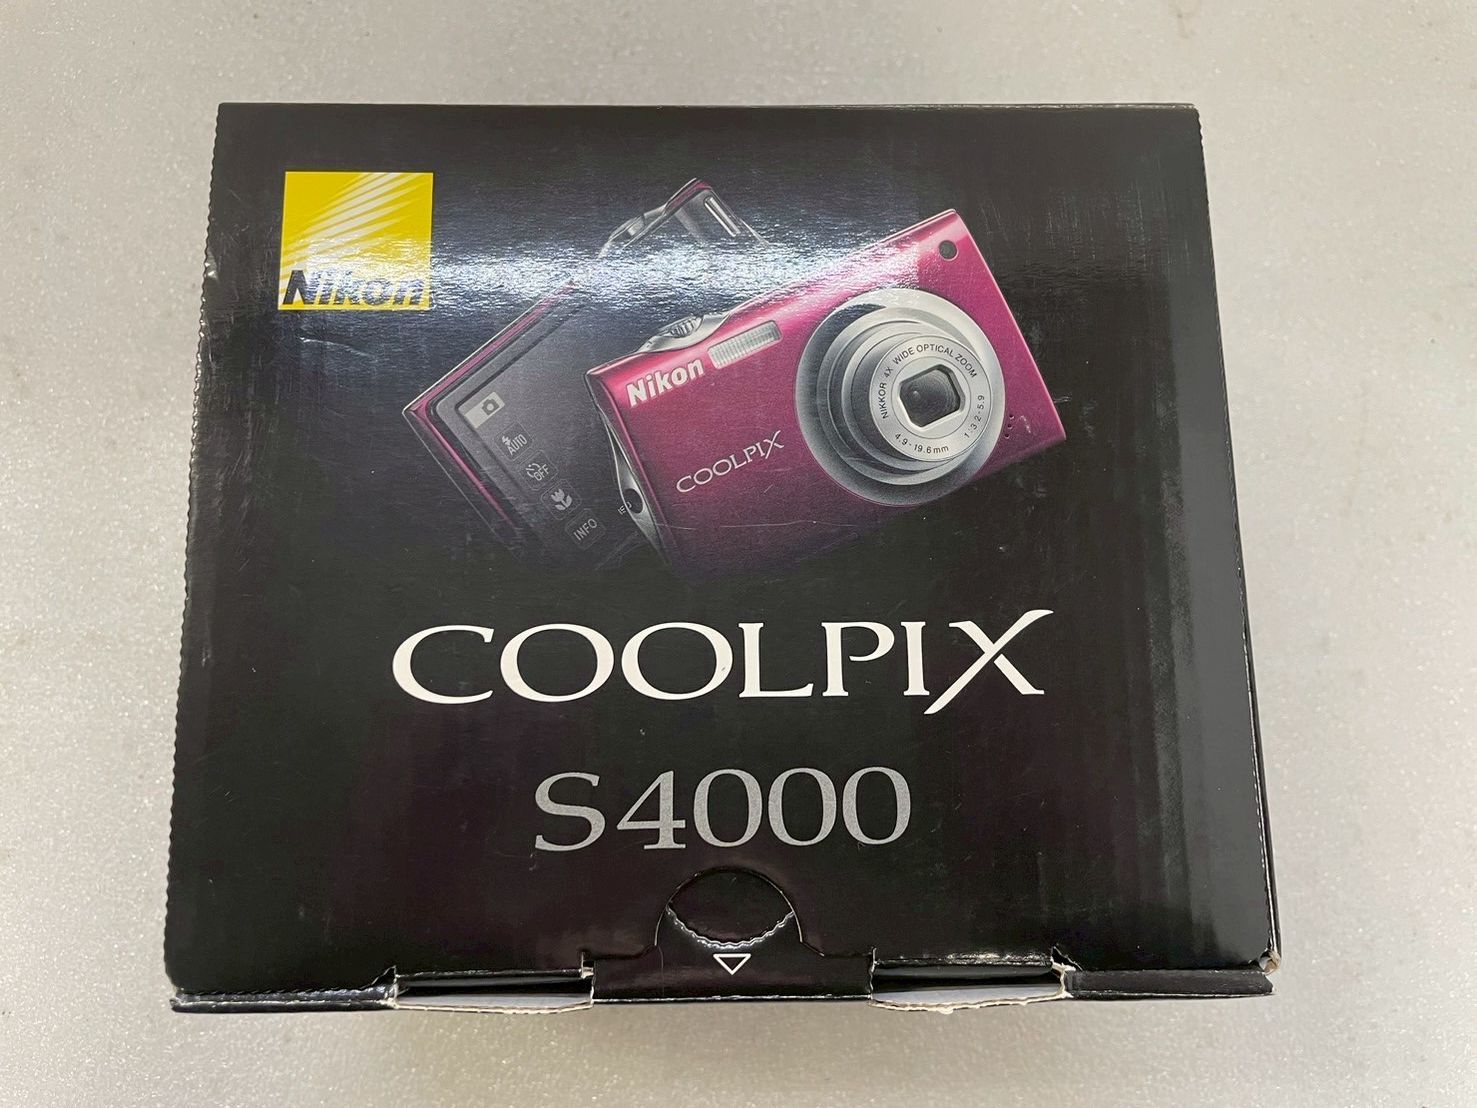 Nikon
Nikon
COOLPIX
NIKKOR 4X WIDE OPTICAL ZOOM
4.9-19.6mm 1:3.2-5.9
AUTO
OFF
INFO
COOLPIX
S4000